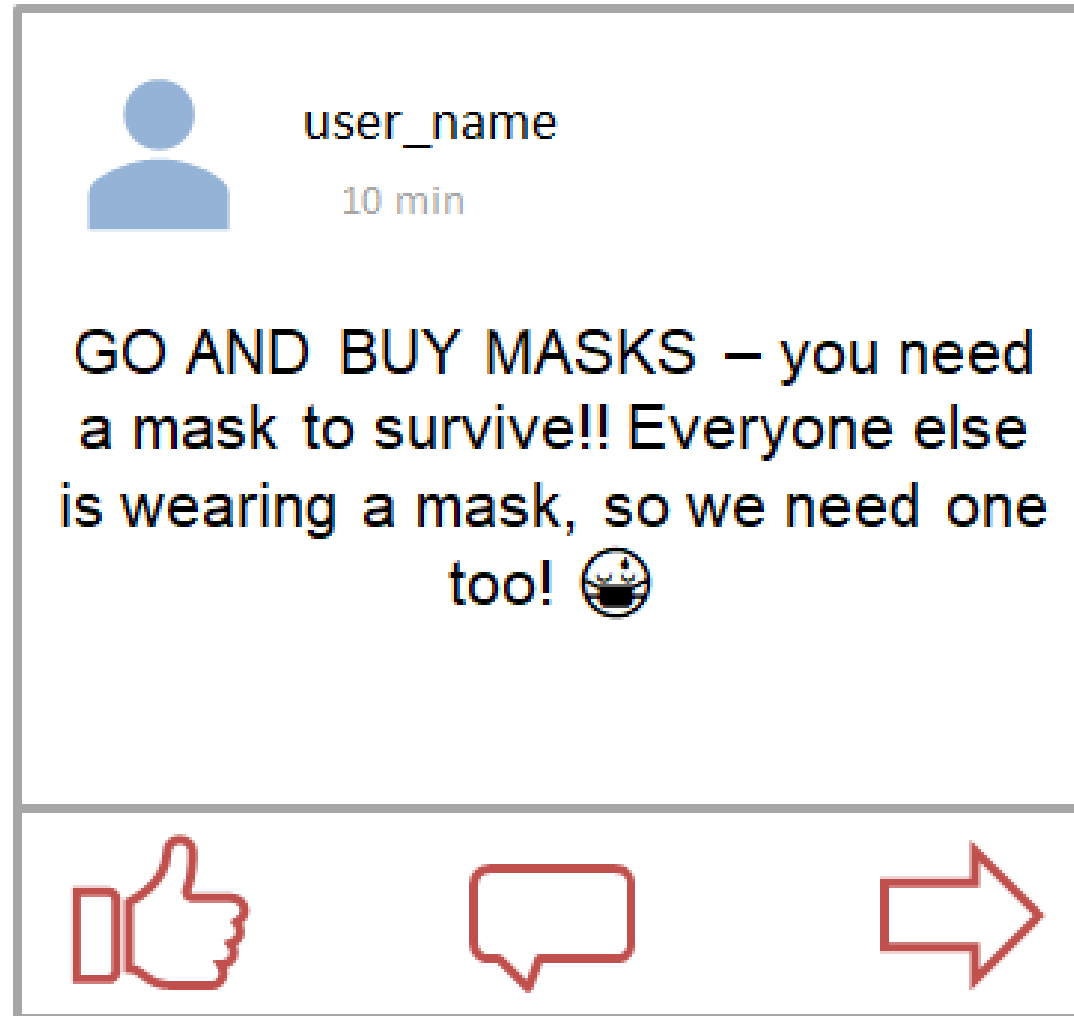 user_name
10 min
GO AND BUY MASKS – you need
a mask to survive!! Everyone else
is wearing a mask, so we need one
too! 😷